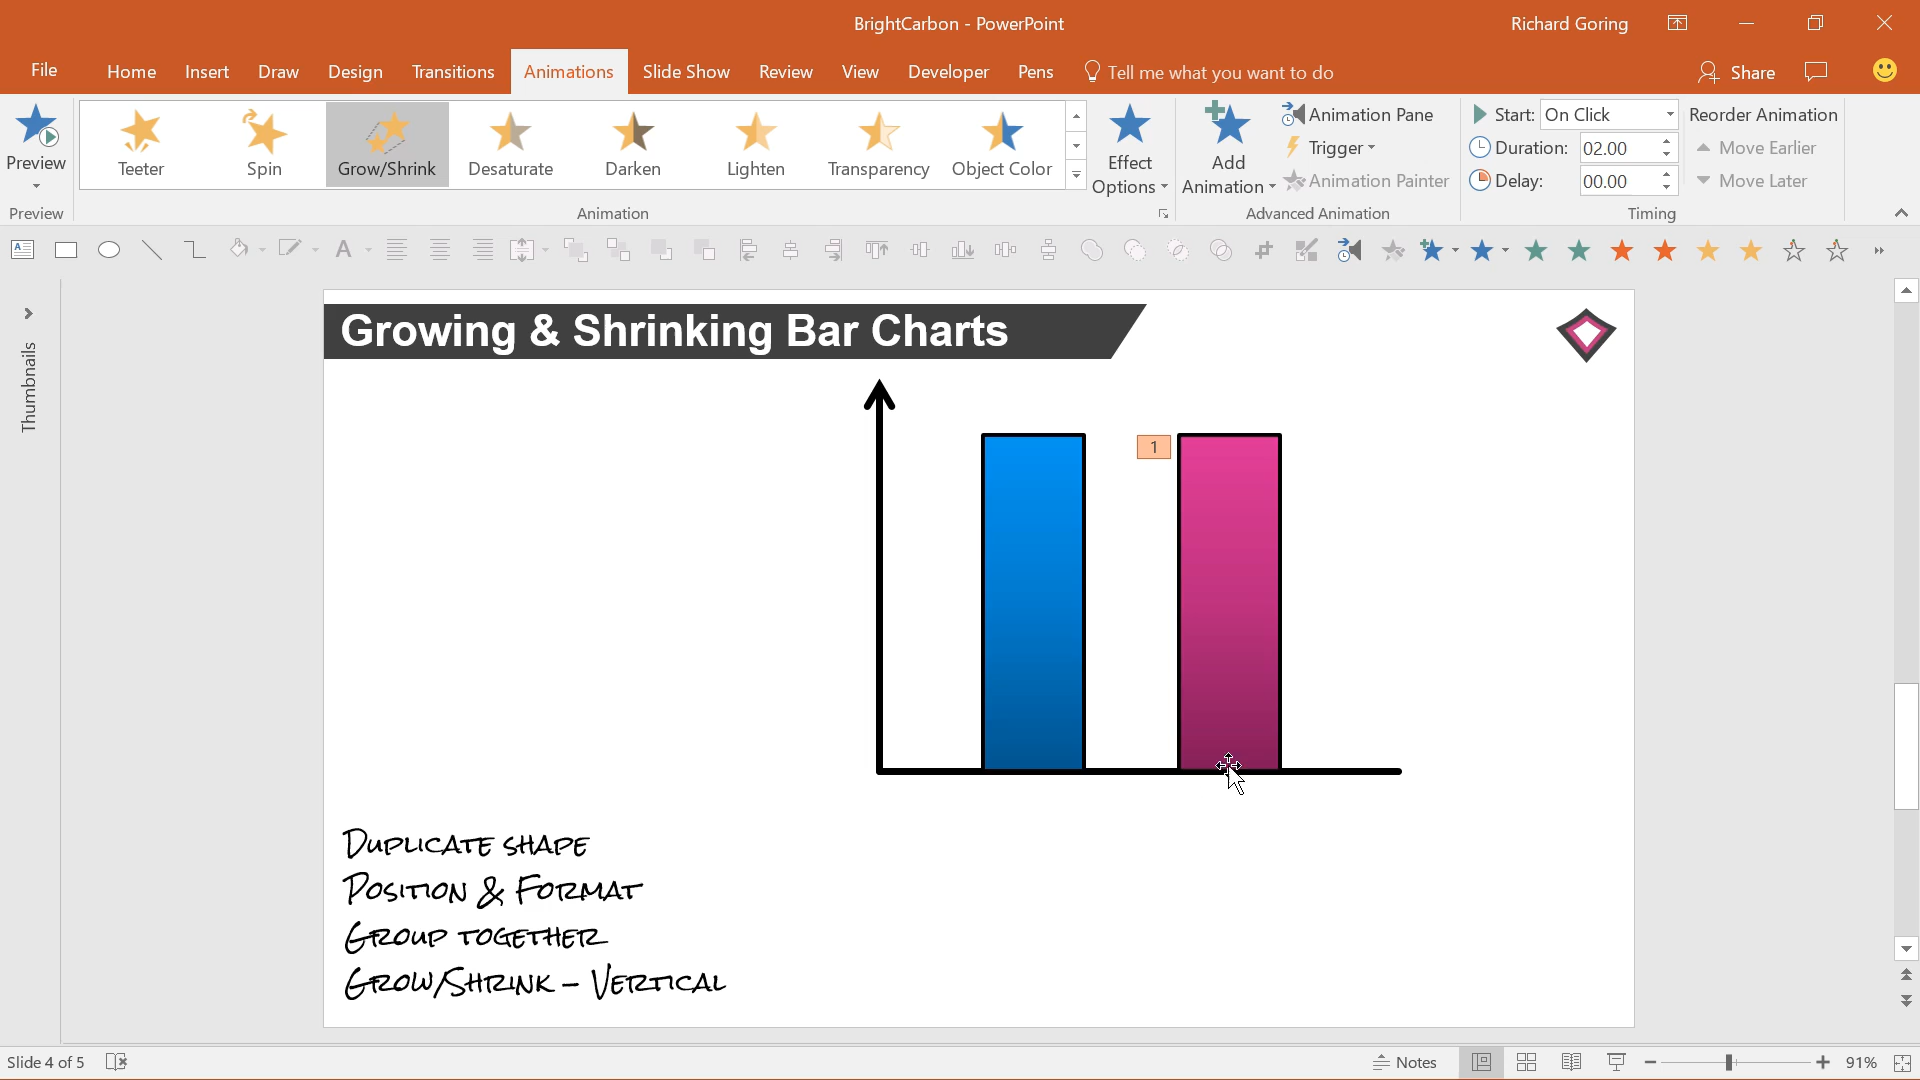 BrightCarbon - PowerPoint
Richard Goring
File
Home
Insert
Draw
Design
Transitions
Animations
Slide Show
Review
View
Developer
Pens
Tell me what you want to do
Share
Preview
Teeter
Spin
Grow/Shrink
Desaturate
Darken
Lighten
Transparency
Object Color
Effect
Options
Add
Animation
Animation Pane
Trigger
Animation Painter
Start: On Click
Duration: 02.00
Delay: 00.00
Reorder Animation
Move Earlier
Move Later
Preview
Animation
Advanced Animation
Timing
A
A
Thumbnails
Growing & Shrinking Bar Charts
1
Duplicate shape
Position & Format
Group together
Grow/Shrink – Vertical
Slide 4 of 5
Notes
91%